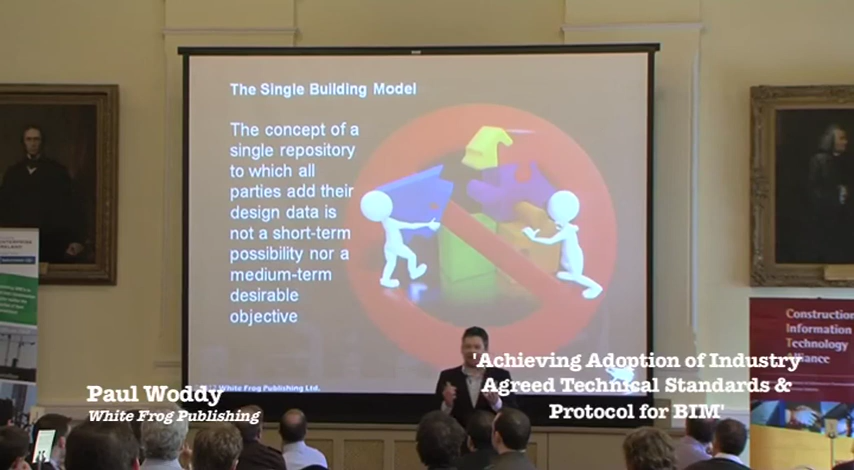 The Single Building Model
The concept of a
single repository
to which all
parties add their
design data is
not a short-term
possibility nor a
medium-term
desirable
objective
White Frog Publishing Ltd.
Construction
Information
Technology
Alliance
'Achieving Adoption of Industry
Agreed Technical Standards &
Protocol for BIM'
Paul Woddy
White Frog Publishing